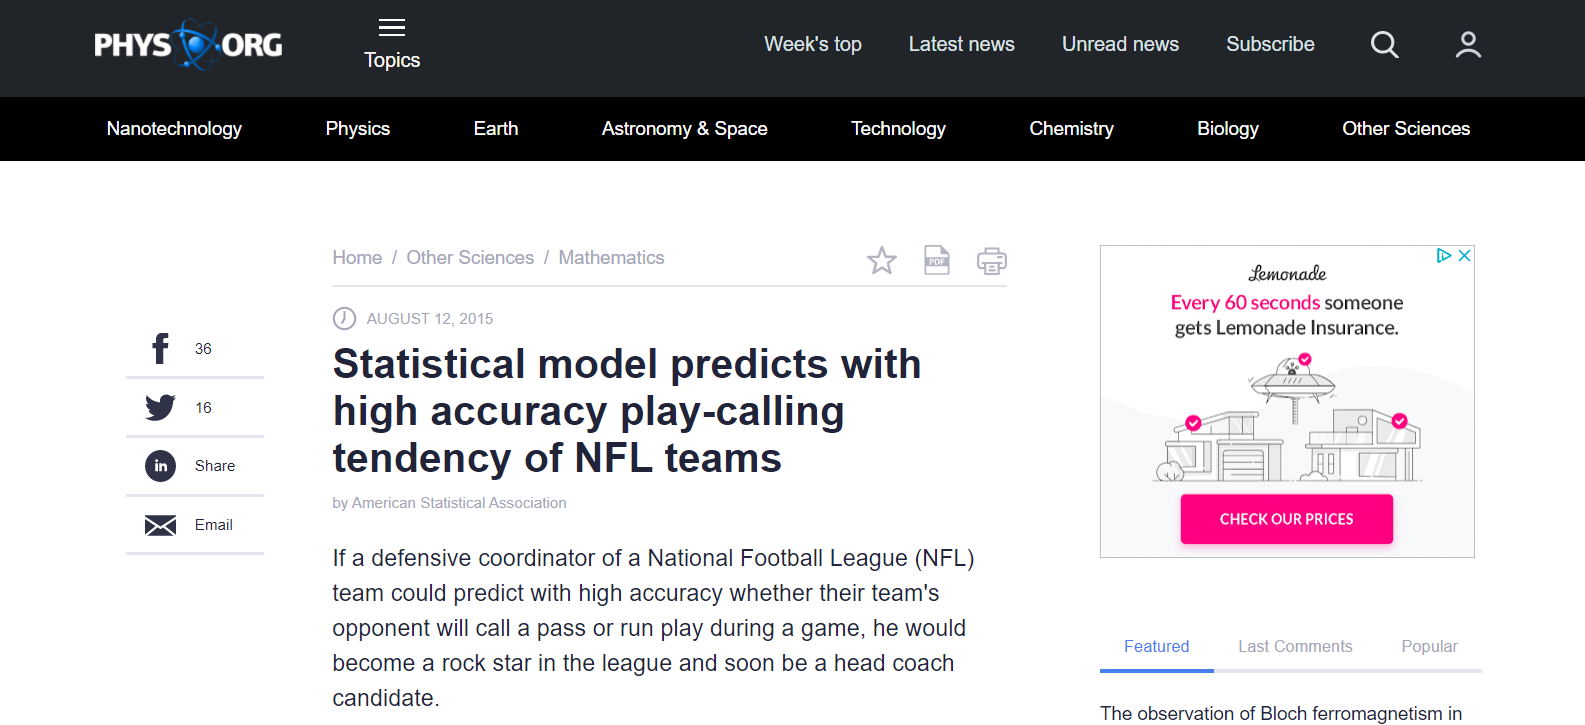 PHYS ORG
Topics
Week's top
Latest news
Unread news
Subscribe
Nanotechnology
Physics
Earth
Astronomy & Space
Technology
Chemistry
Biology
Other Sciences
Home / Other Sciences / Mathematics
PDF
AUGUST 12, 2015
Statistical model predicts with
high accuracy play-calling
tendency of NFL teams
by American Statistical Association
If a defensive coordinator of a National Football League (NFL)
team could predict with high accuracy whether their team's
opponent will call a pass or run play during a game, he would
become a rock star in the league and soon be a head coach
candidate.
f 36
16
in Share
Email
Lemonade
Every 60 seconds someone
gets Lemonade Insurance.
CHECK OUR PRICES
Featured
Last Comments
Popular
The observation of Bloch ferromagnetism in